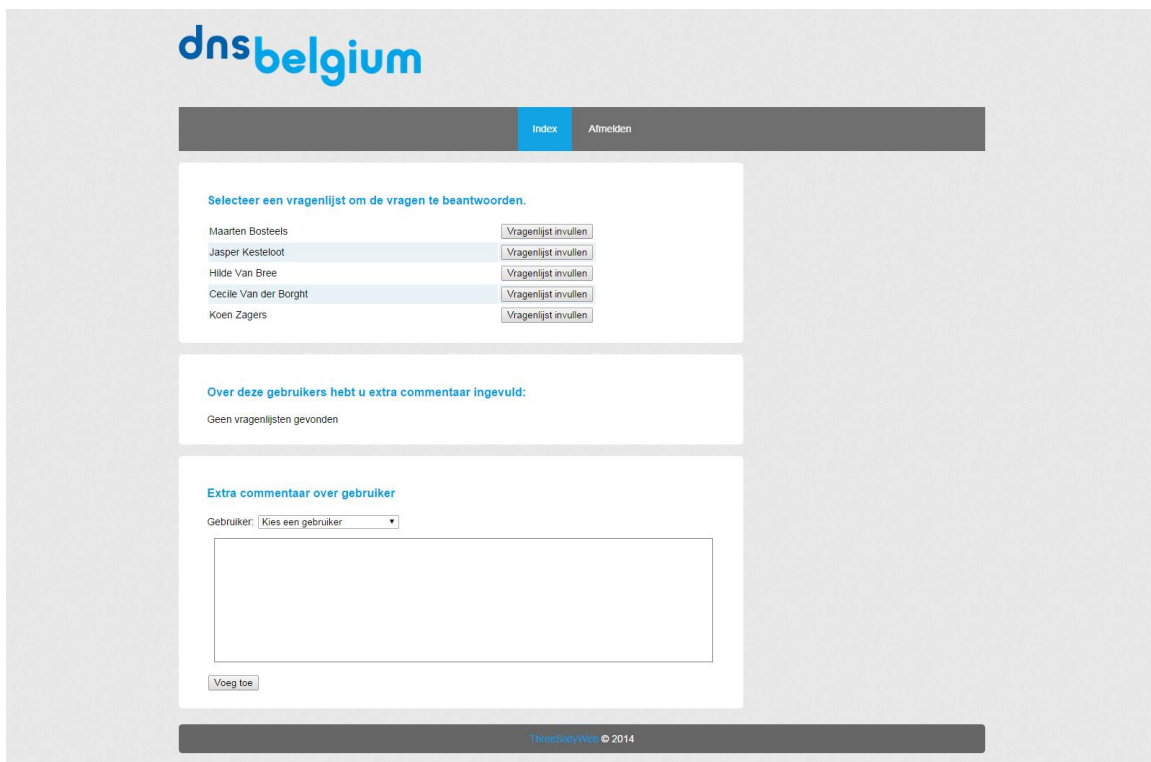 dnsbelgium
Index Afmelden
Selecteer een vragenlijst om de vragen te beantwoorden.
Maarten Bosteels Vragenlijst invullen
Jasper Kesteloot Vragenlijst invullen
Hilde Van Bree Vragenlijst invullen
Cecile Van der Borght Vragenlijst invullen
Koen Zagers Vragenlijst invullen
Over deze gebruikers hebt u extra commentaar ingevuld:
Geen vragenlijsten gevonden
Extra commentaar over gebruiker
Gebruiker: Kies een gebruiker
Voeg toe
ThreeSixtyWeb © 2014